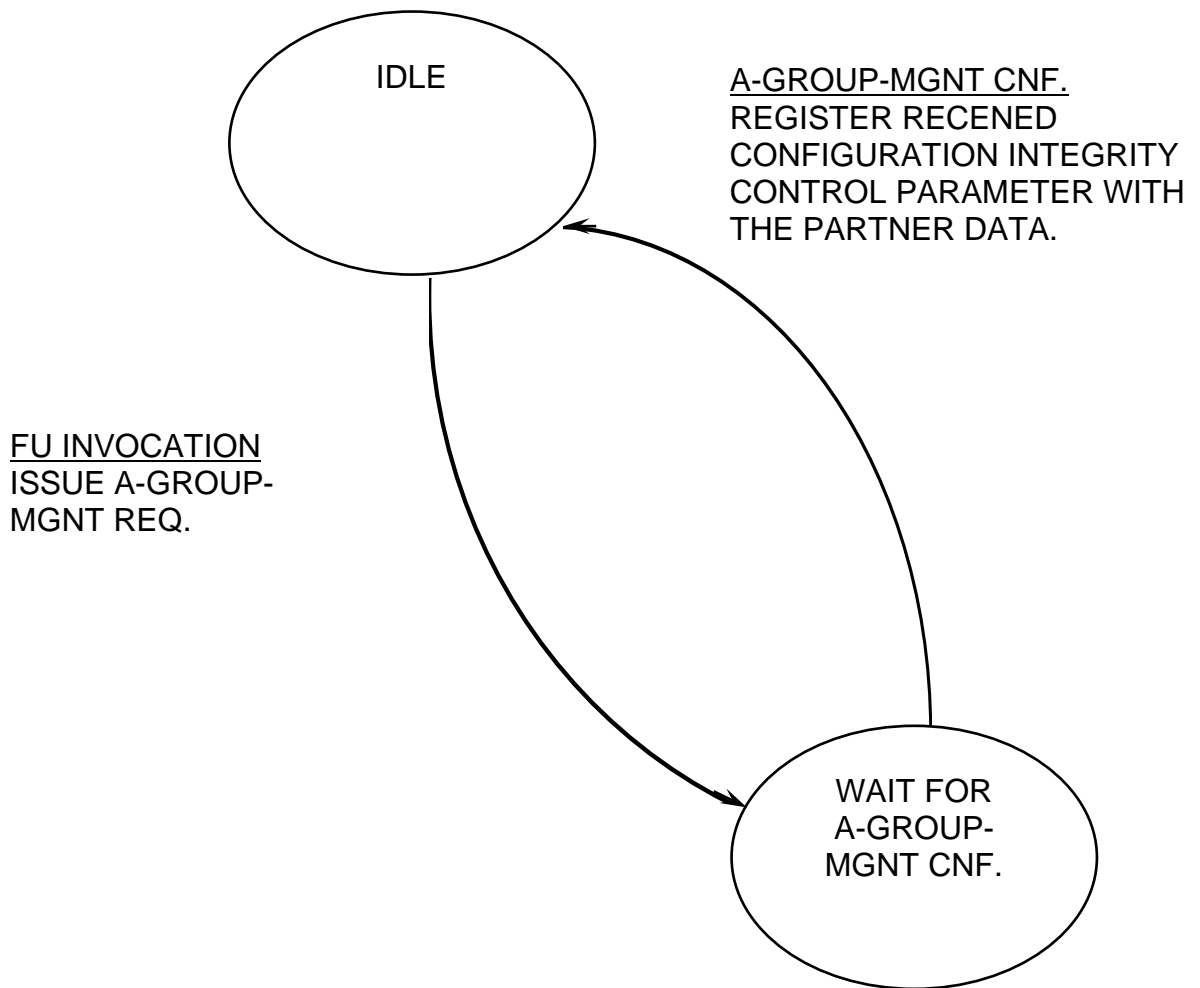 IDLE
A-GROUP-MGNT CNF.
REGISTER RECENED
CONFIGURATION INTEGRITY
CONTROL PARAMETER WITH
THE PARTNER DATA.
FU INVOCATION
ISSUE A-GROUP-
MGNT REQ.
WAIT FOR
A-GROUP-
MGNT CNF.